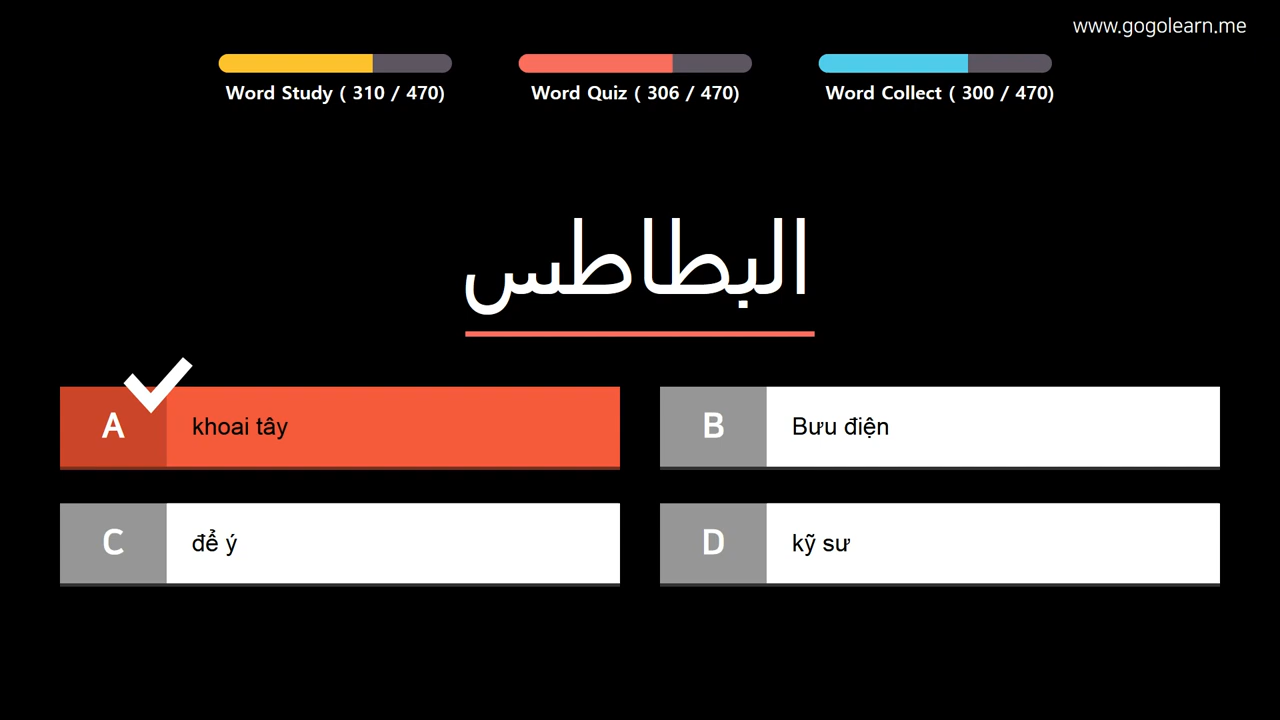 www.gogolearn.me
Word Study ( 310 / 470)
Word Quiz ( 306 / 470)
Word Collect ( 300 / 470)
البطاطس
A khoai tây
B Bưu điện
C để ý
D kỹ sư